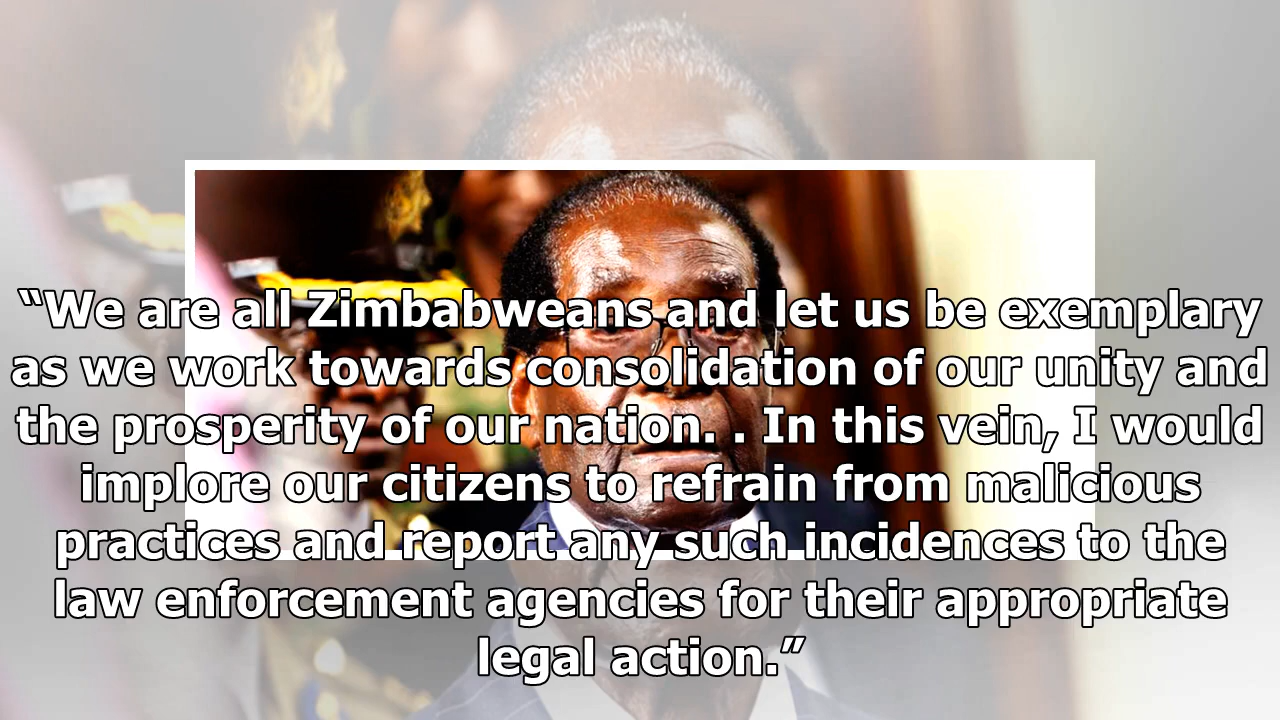 “We are all Zimbabweans and let us be exemplary
as we work towards consolidation of our unity and
the prosperity of our nation. . In this vein, I would
implore our citizens to refrain from malicious
practices and report any such incidences to the
law enforcement agencies for their appropriate
legal action.”